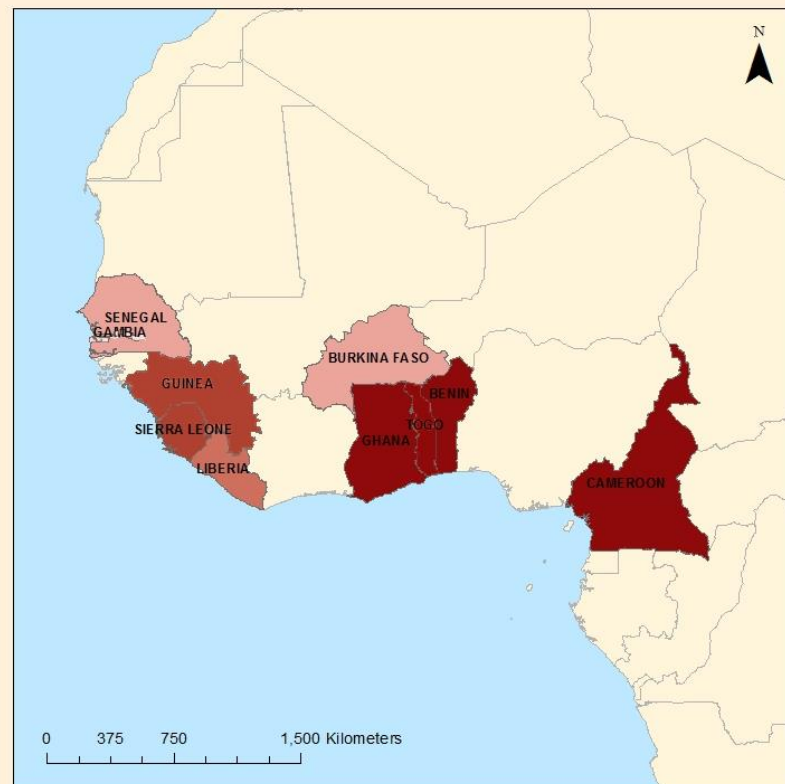 N
SENEGAL
GAMBIA
BURKINA FASO
GUINEA
BENIN
SIERRA LEONE
TOGO
GHANA
LIBERIA
CAMEROON
0 375 750 1,500 Kilometers